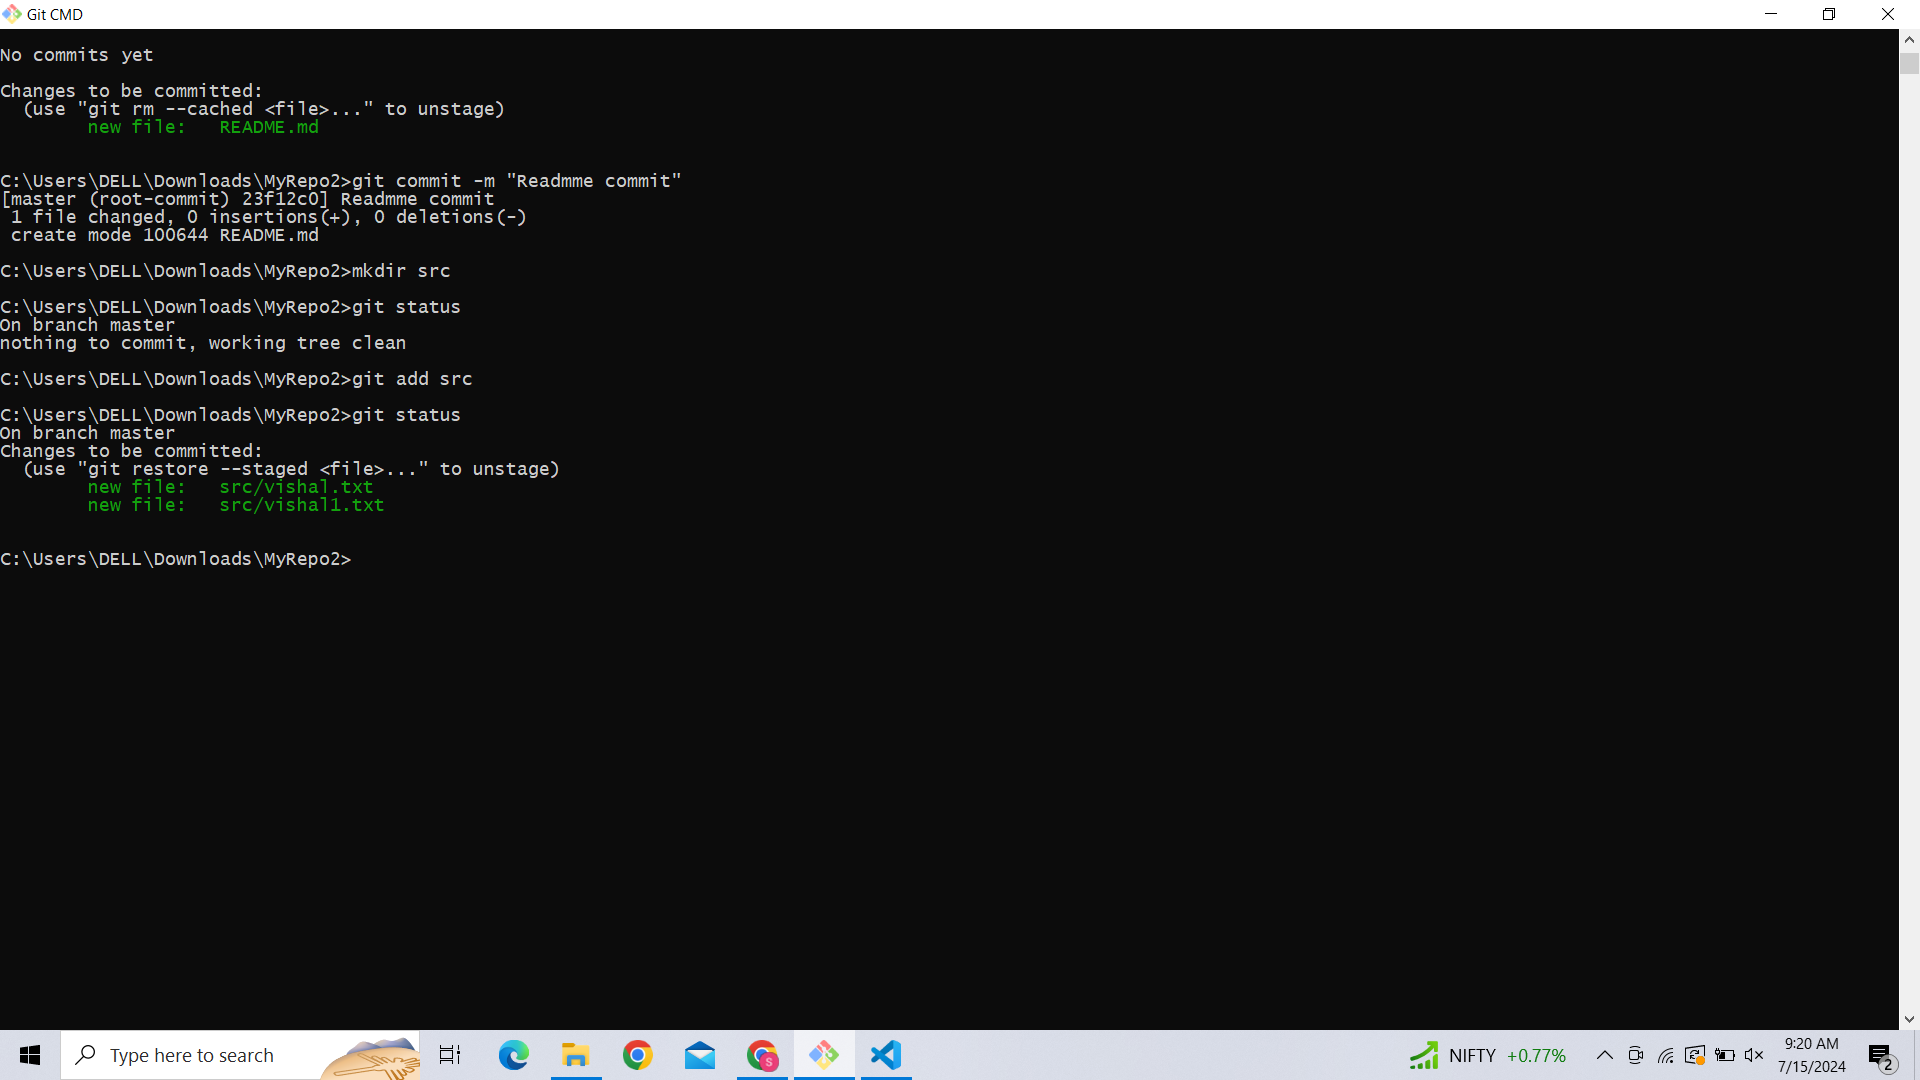 Git CMD
No commits yet
Changes to be committed:
  (use "git rm --cached <file>..." to unstage)
        new file:   README.md
C:\Users\DELL\Downloads\MyRepo2>git commit -m "Readmme commit"
[master (root-commit) 23f12c0] Readmme commit
 1 file changed, 0 insertions(+), 0 deletions(-)
 create mode 100644 README.md
C:\Users\DELL\Downloads\MyRepo2>mkdir src
C:\Users\DELL\Downloads\MyRepo2>git status
On branch master
nothing to commit, working tree clean
C:\Users\DELL\Downloads\MyRepo2>git add src
C:\Users\DELL\Downloads\MyRepo2>git status
On branch master
Changes to be committed:
  (use "git restore --staged <file>..." to unstage)
        new file:   src/vishal.txt
        new file:   src/vishal1.txt
C:\Users\DELL\Downloads\MyRepo2>
Type here to search
S
NIFTY +0.77%
9:20 AM
7/15/2024
2